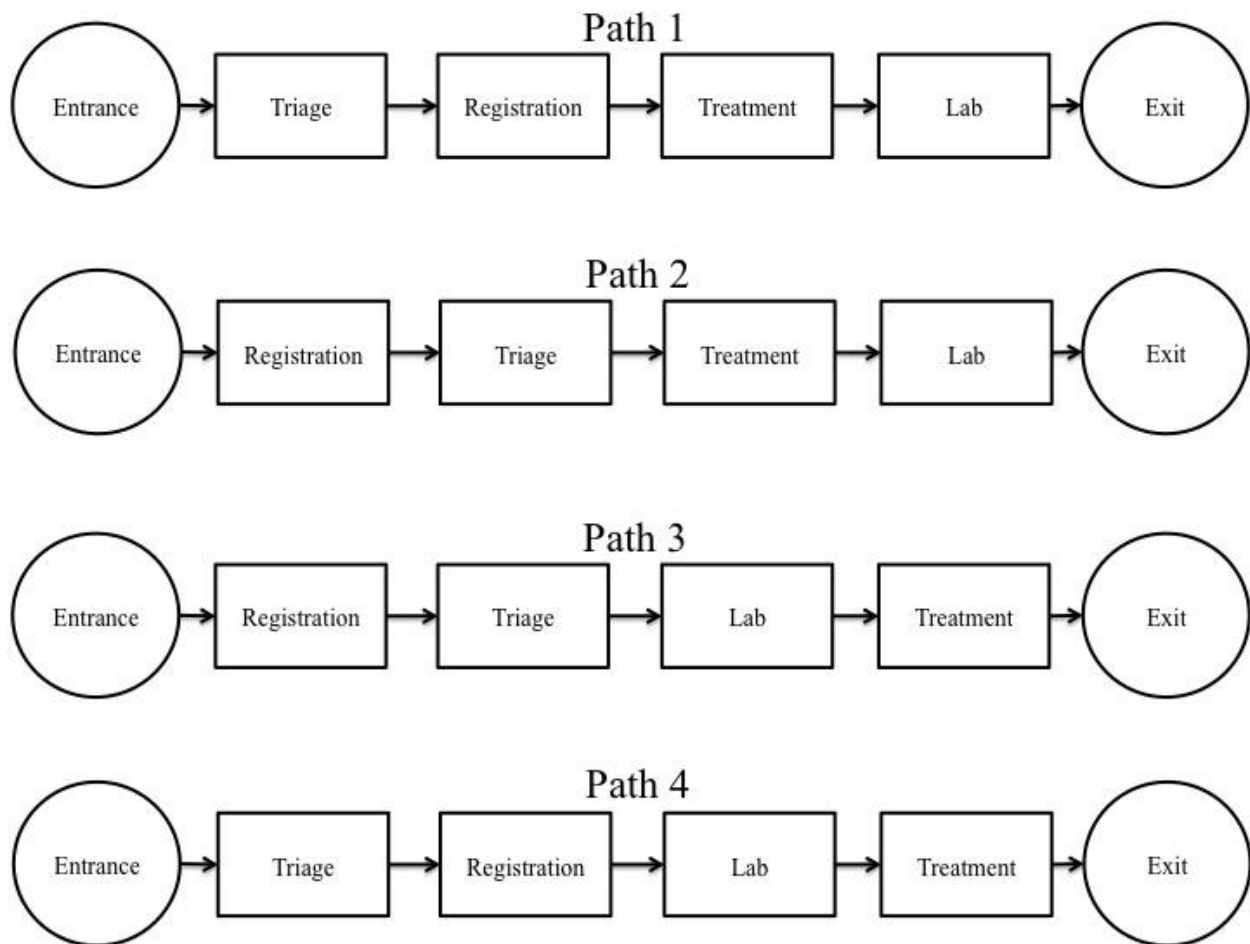 Path 1
Entrance Triage Registration Treatment Lab Exit
Path 2
Entrance Registration Triage Treatment Lab Exit
Path 3
Entrance Registration Triage Lab Treatment Exit
Path 4
Entrance Triage Registration Lab Treatment Exit